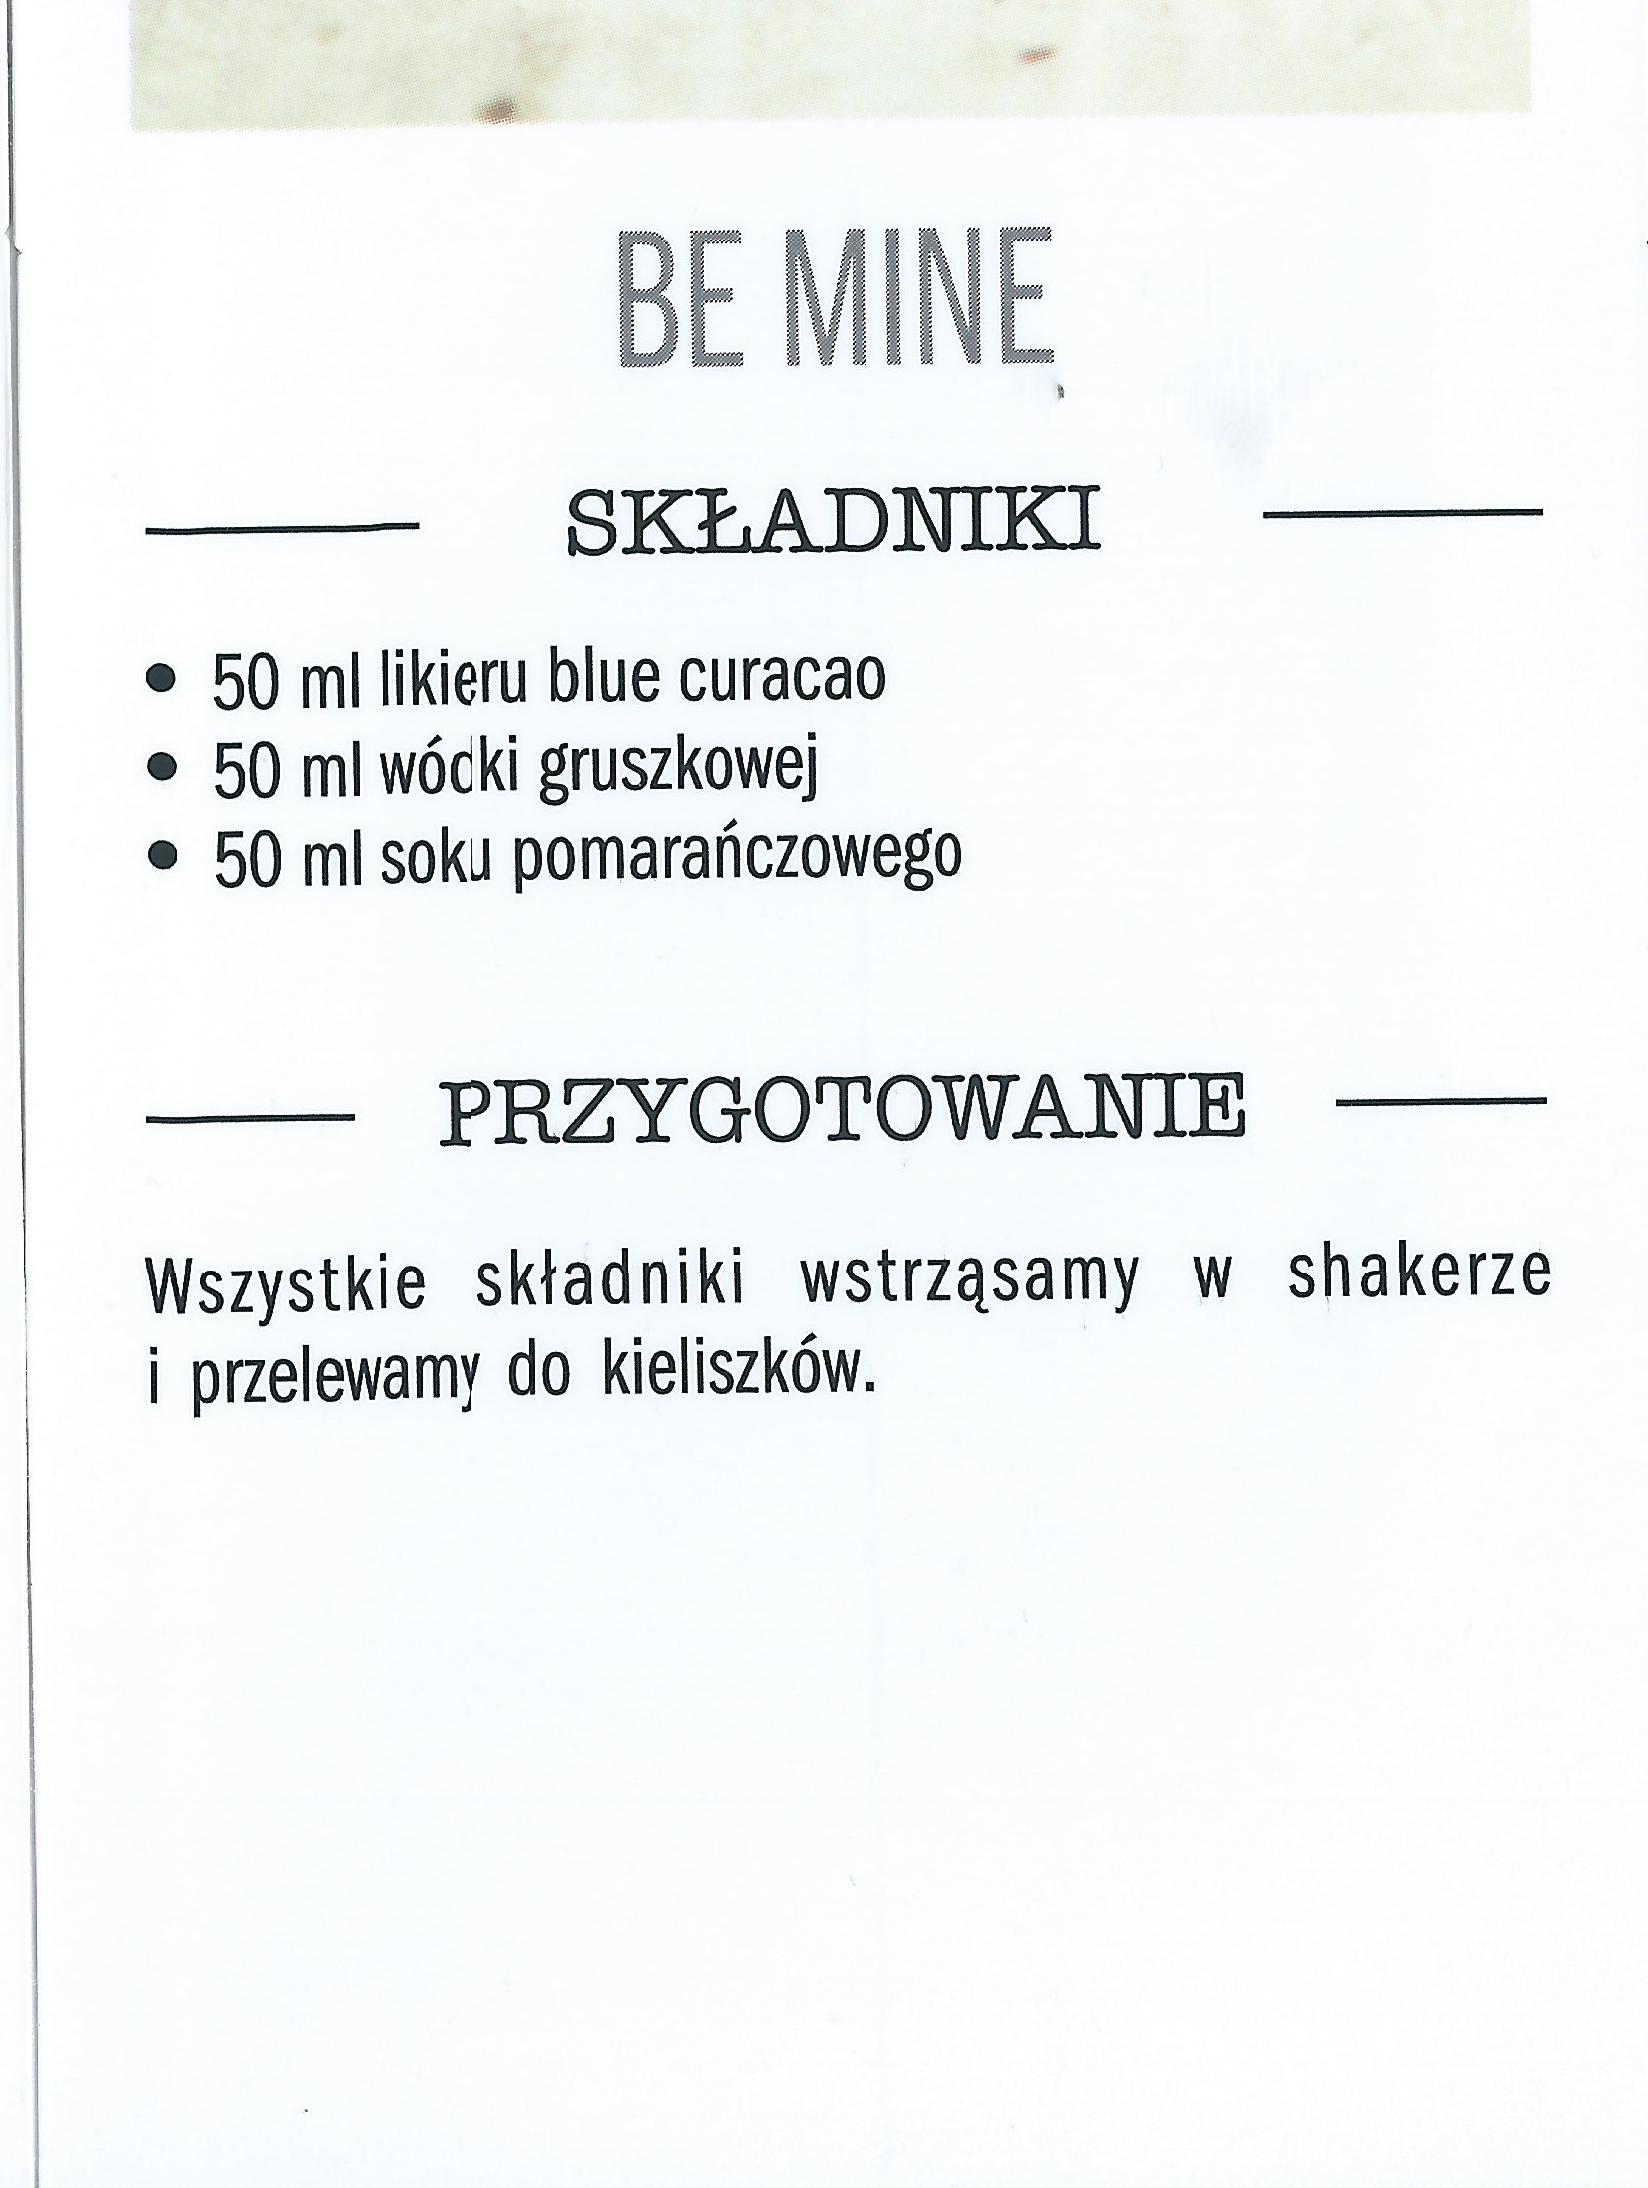 BE MINE
SKŁADNIKI
• 50 ml likieru blue curacao
• 50 ml wódki gruszkowej
• 50 ml soku pomarańczowego
PRZYGOTOWANIE
Wszystkie składniki wstrząsamy w shakerze
i przelewamy do kieliszków.